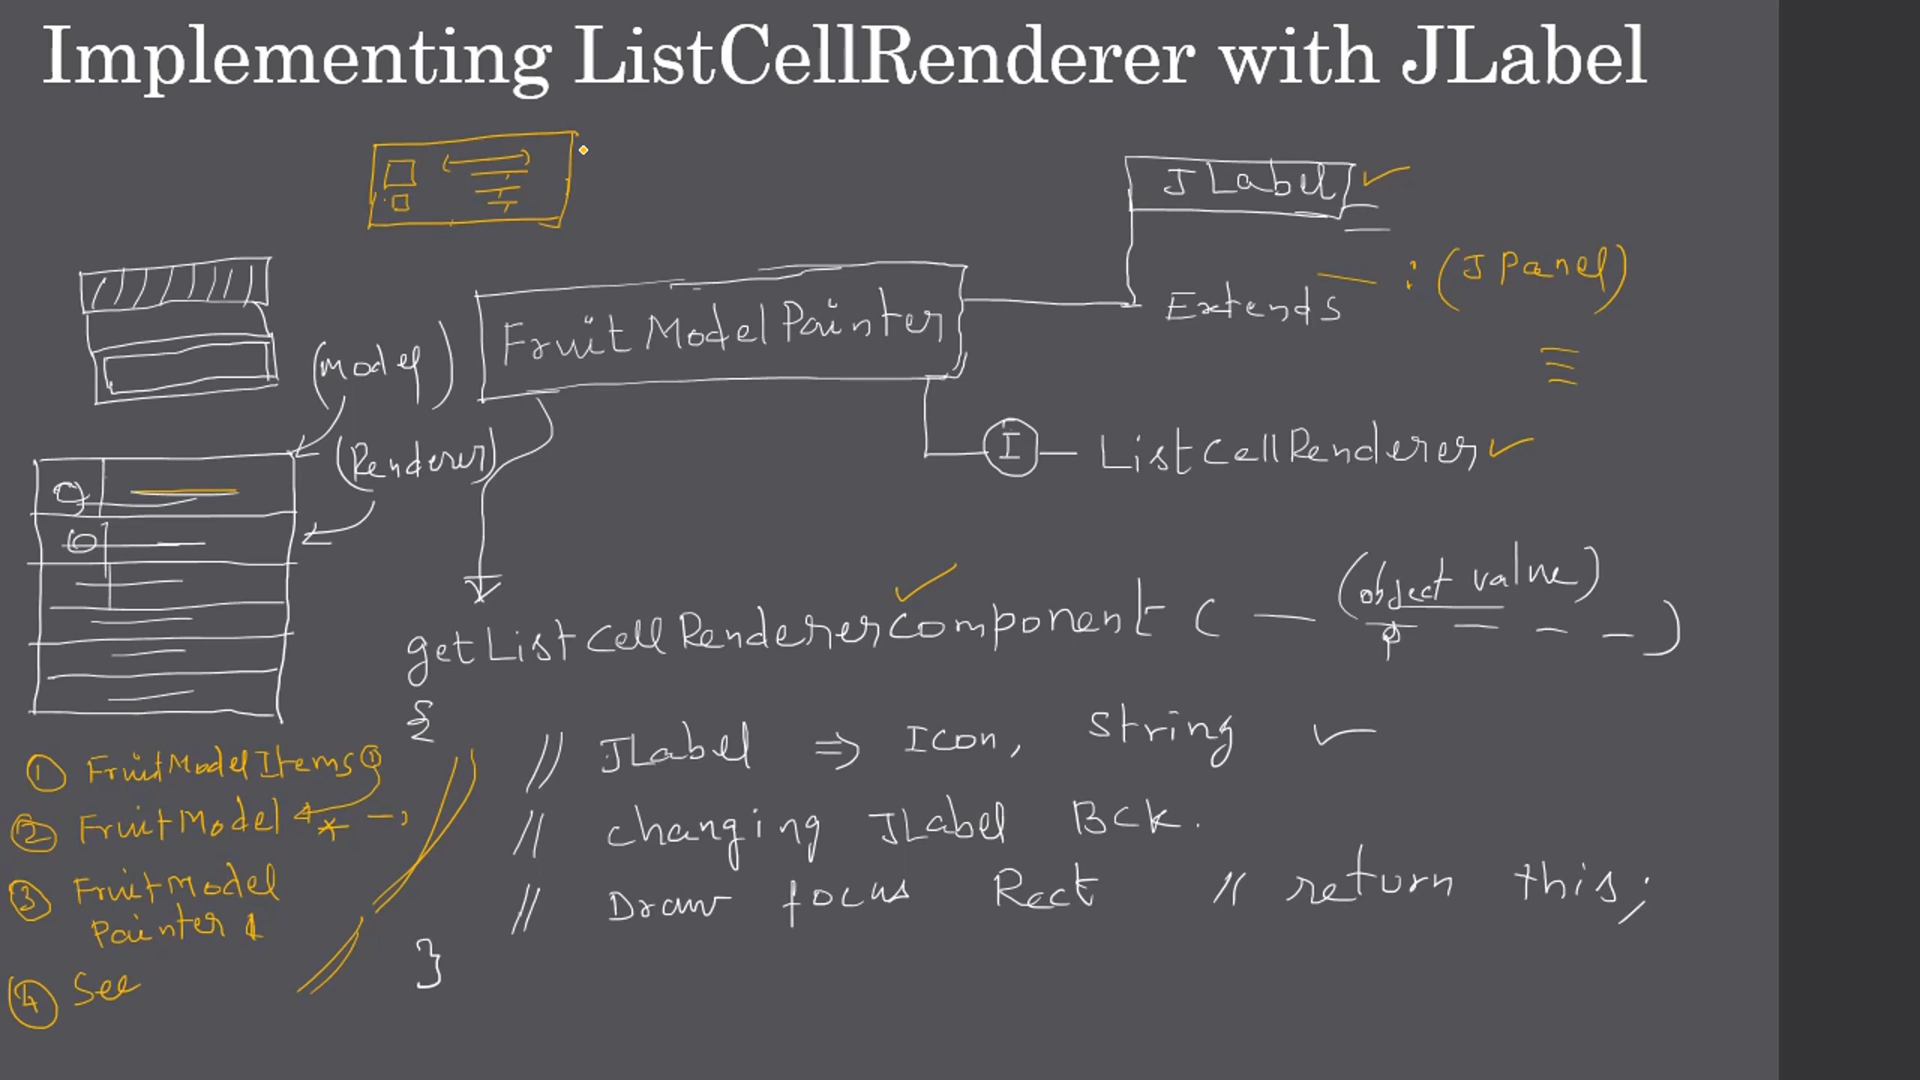 Implementing ListCellRenderer with JLabel
JLabel
: (JPanel)
FruitModelPainter
Extends
(Model)
(Renderer)
I
ListCellRenderer
(object value)
getListCellRendererComponent ( )
{
// JLabel => Icon, String
// changing JLabel Bck.
// Draw focus Rect // return this;
}
1 FruitModelItems
2 FruitModel
3 FruitModel
Painter
4 See